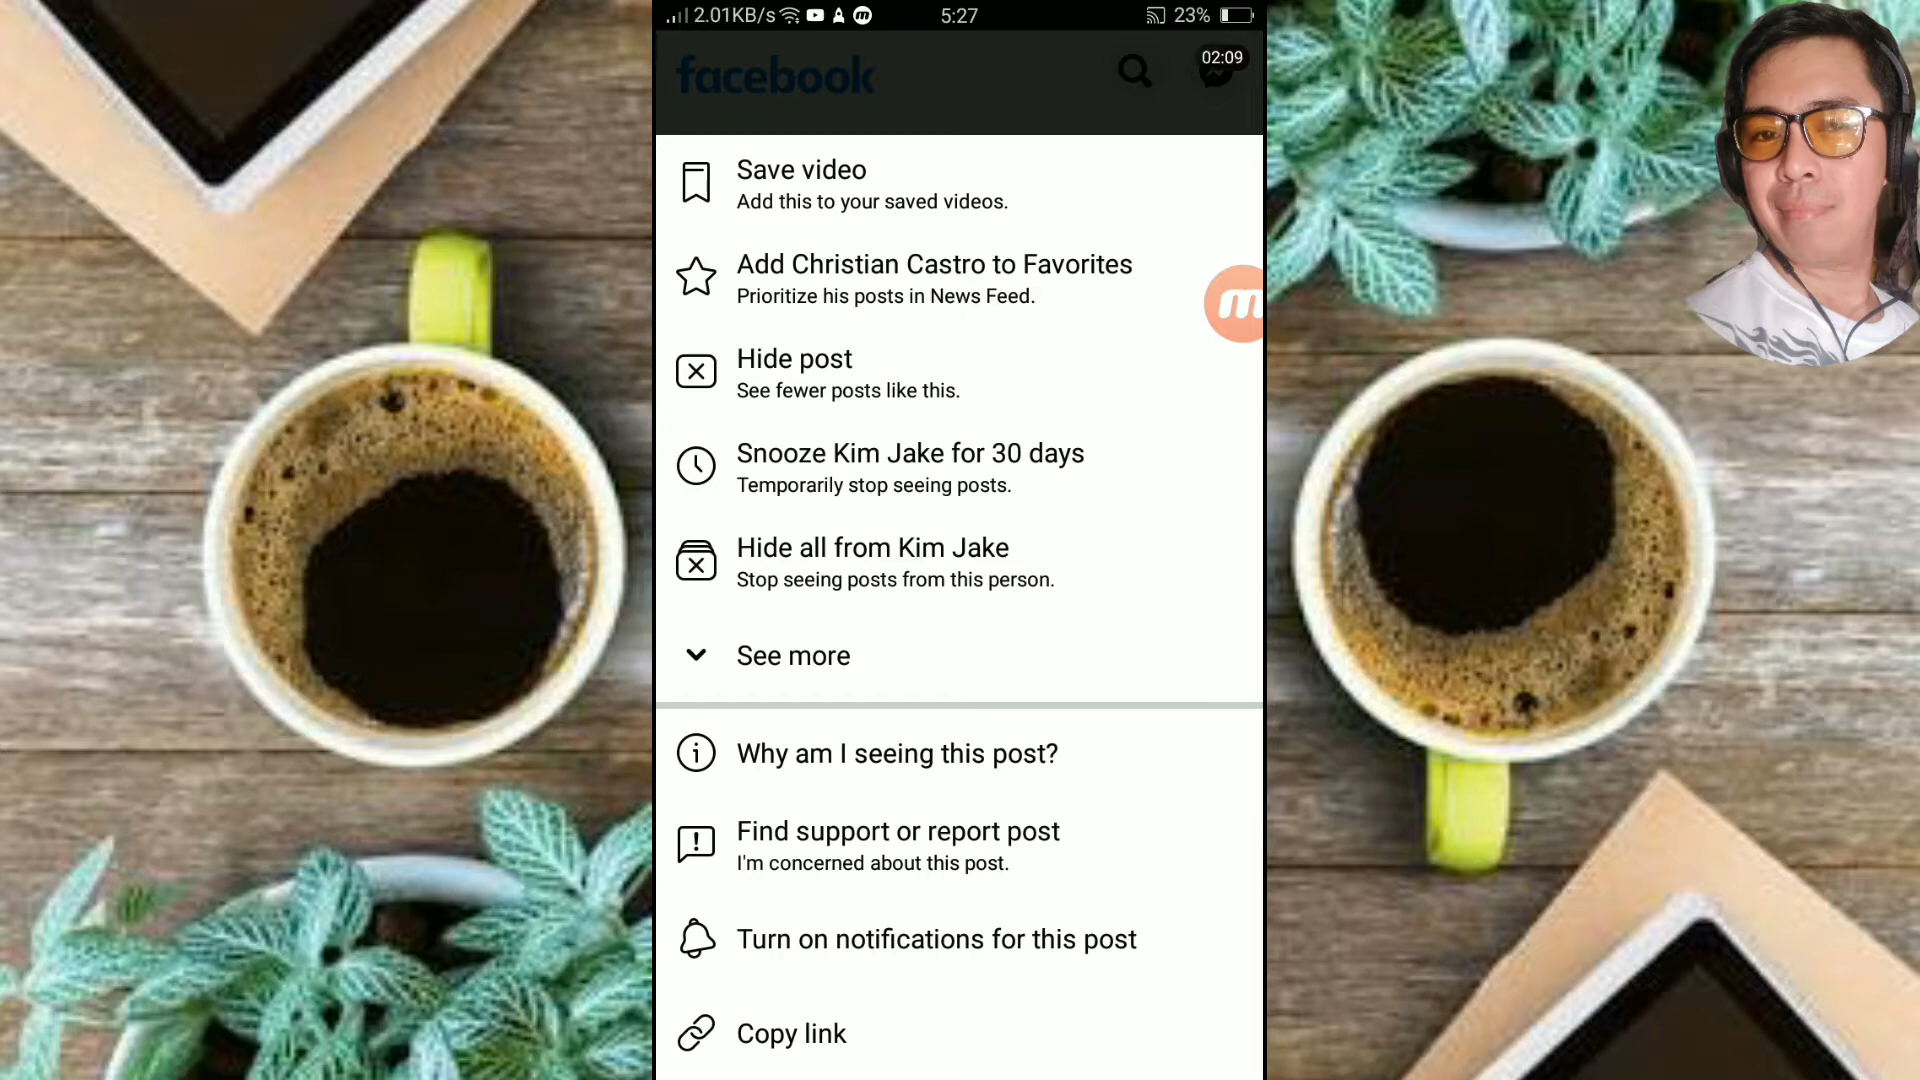 2.01KB/s
5:27
23%
facebook
02:09
Save video
Add this to your saved videos.
Add Christian Castro to Favorites
Prioritize his posts in News Feed.
m
Hide post
See fewer posts like this.
Snooze Kim Jake for 30 days
Temporarily stop seeing posts.
Hide all from Kim Jake
Stop seeing posts from this person.
See more
Why am I seeing this post?
Find support or report post
I'm concerned about this post.
Turn on notifications for this post
Copy link